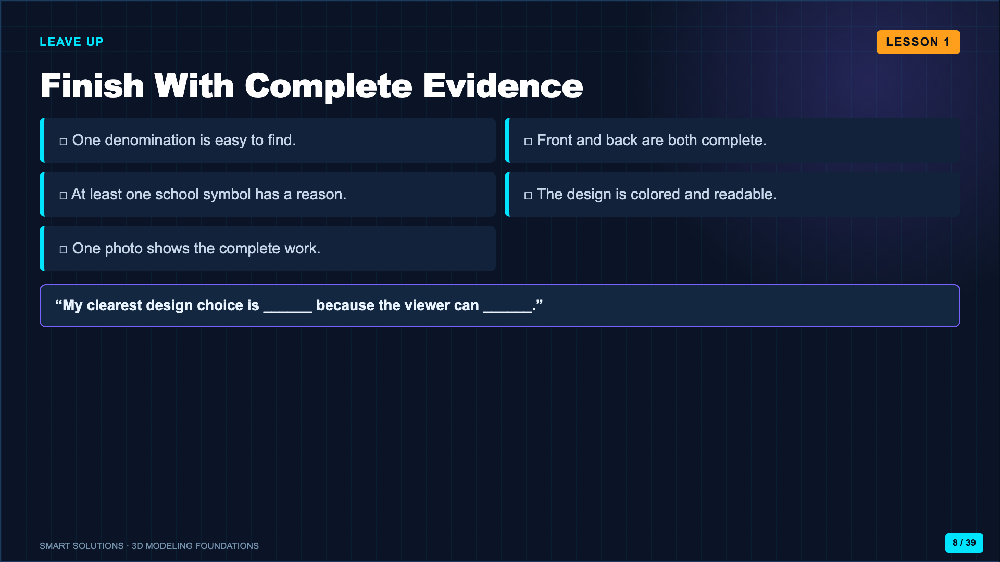 LEAVE UP
LESSON 1
Finish With Complete Evidence
□ One denomination is easy to find.
□ Front and back are both complete.
□ At least one school symbol has a reason.
□ The design is colored and readable.
□ One photo shows the complete work.
“My clearest design choice is ______ because the viewer can ______.”
SMART SOLUTIONS · 3D MODELING FOUNDATIONS
8 / 39